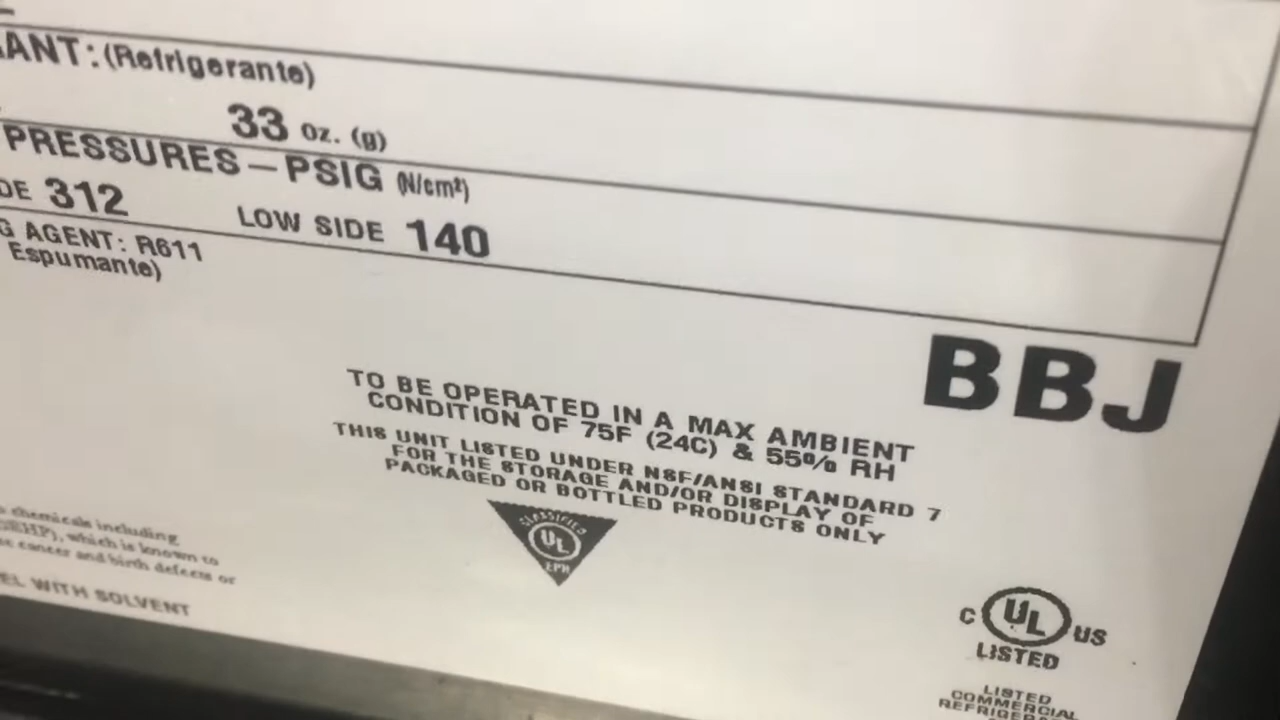 ANT: (Refrigerante)
33 oz. (g)
PRESSURES — PSIG (N/cm²)
DE 312 LOW SIDE 140
G AGENT: R611
Espumante)
BBJ
TO BE OPERATED IN A MAX AMBIENT
CONDITION OF 75F (24C) & 55% RH
THIS UNIT LISTED UNDER NSF/ANSI STANDARD 7
FOR THE STORAGE AND/OR DISPLAY OF
PACKAGED OR BOTTLED PRODUCTS ONLY
CLASSIFIED
UL
EPH
chemicals including
EHP), which is known to
cancer and birth defects or
EL WITH SOLVENT
C UL US
LISTED
LISTED
COMMERCIAL
REFRIGERA